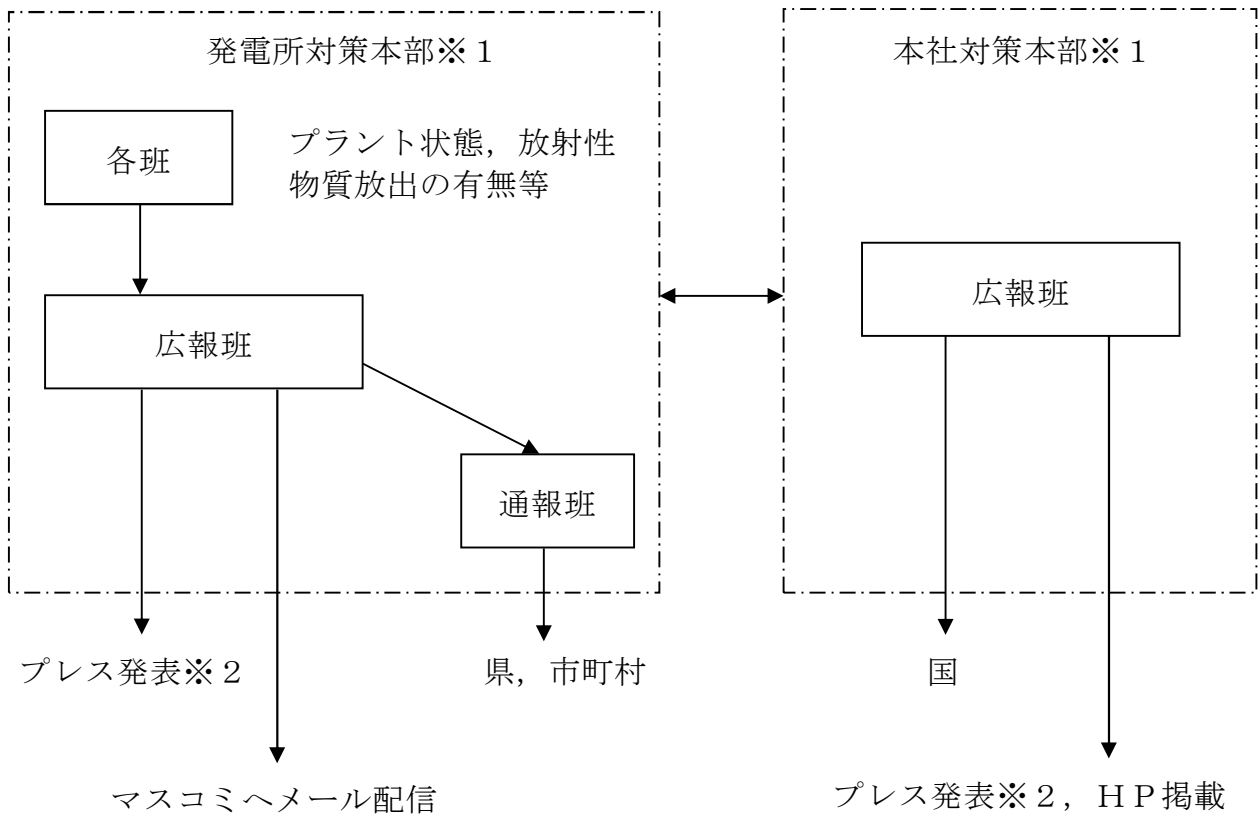 発電所対策本部※１
各班
プラント状態，放射性
物質放出の有無等
広報班
通報班
プレス発表※２
県，市町村
マスコミへメール配信
本社対策本部※１
広報班
国
プレス発表※２，ＨＰ掲載